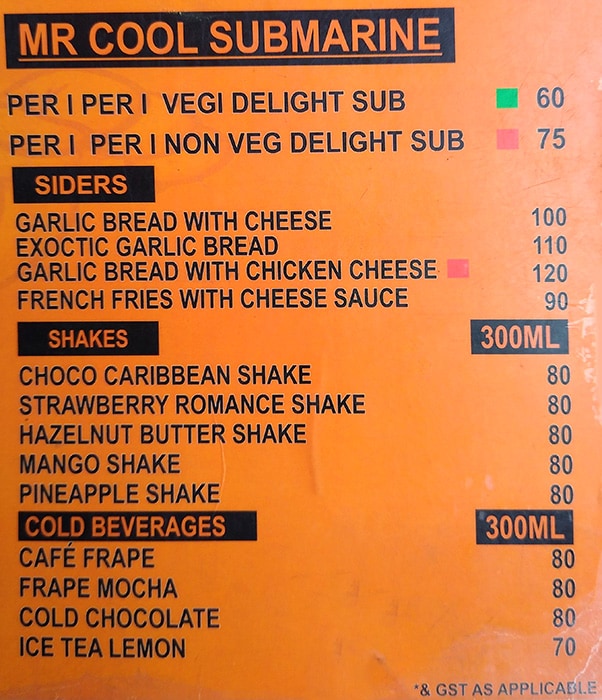 MR COOL SUBMARINE
PER I PER I VEGI DELIGHT SUB 60
PER I PER I NON VEG DELIGHT SUB 75
SIDERS
GARLIC BREAD WITH CHEESE 100
EXOCTIC GARLIC BREAD 110
GARLIC BREAD WITH CHICKEN CHEESE 120
FRENCH FRIES WITH CHEESE SAUCE 90
SHAKES 300ML
CHOCO CARIBBEAN SHAKE 80
STRAWBERRY ROMANCE SHAKE 80
HAZELNUT BUTTER SHAKE 80
MANGO SHAKE 80
PINEAPPLE SHAKE 80
COLD BEVERAGES 300ML
CAFÉ FRAPE 80
FRAPE MOCHA 80
COLD CHOCOLATE 80
ICE TEA LEMON 70
*& GST AS APPLICABLE